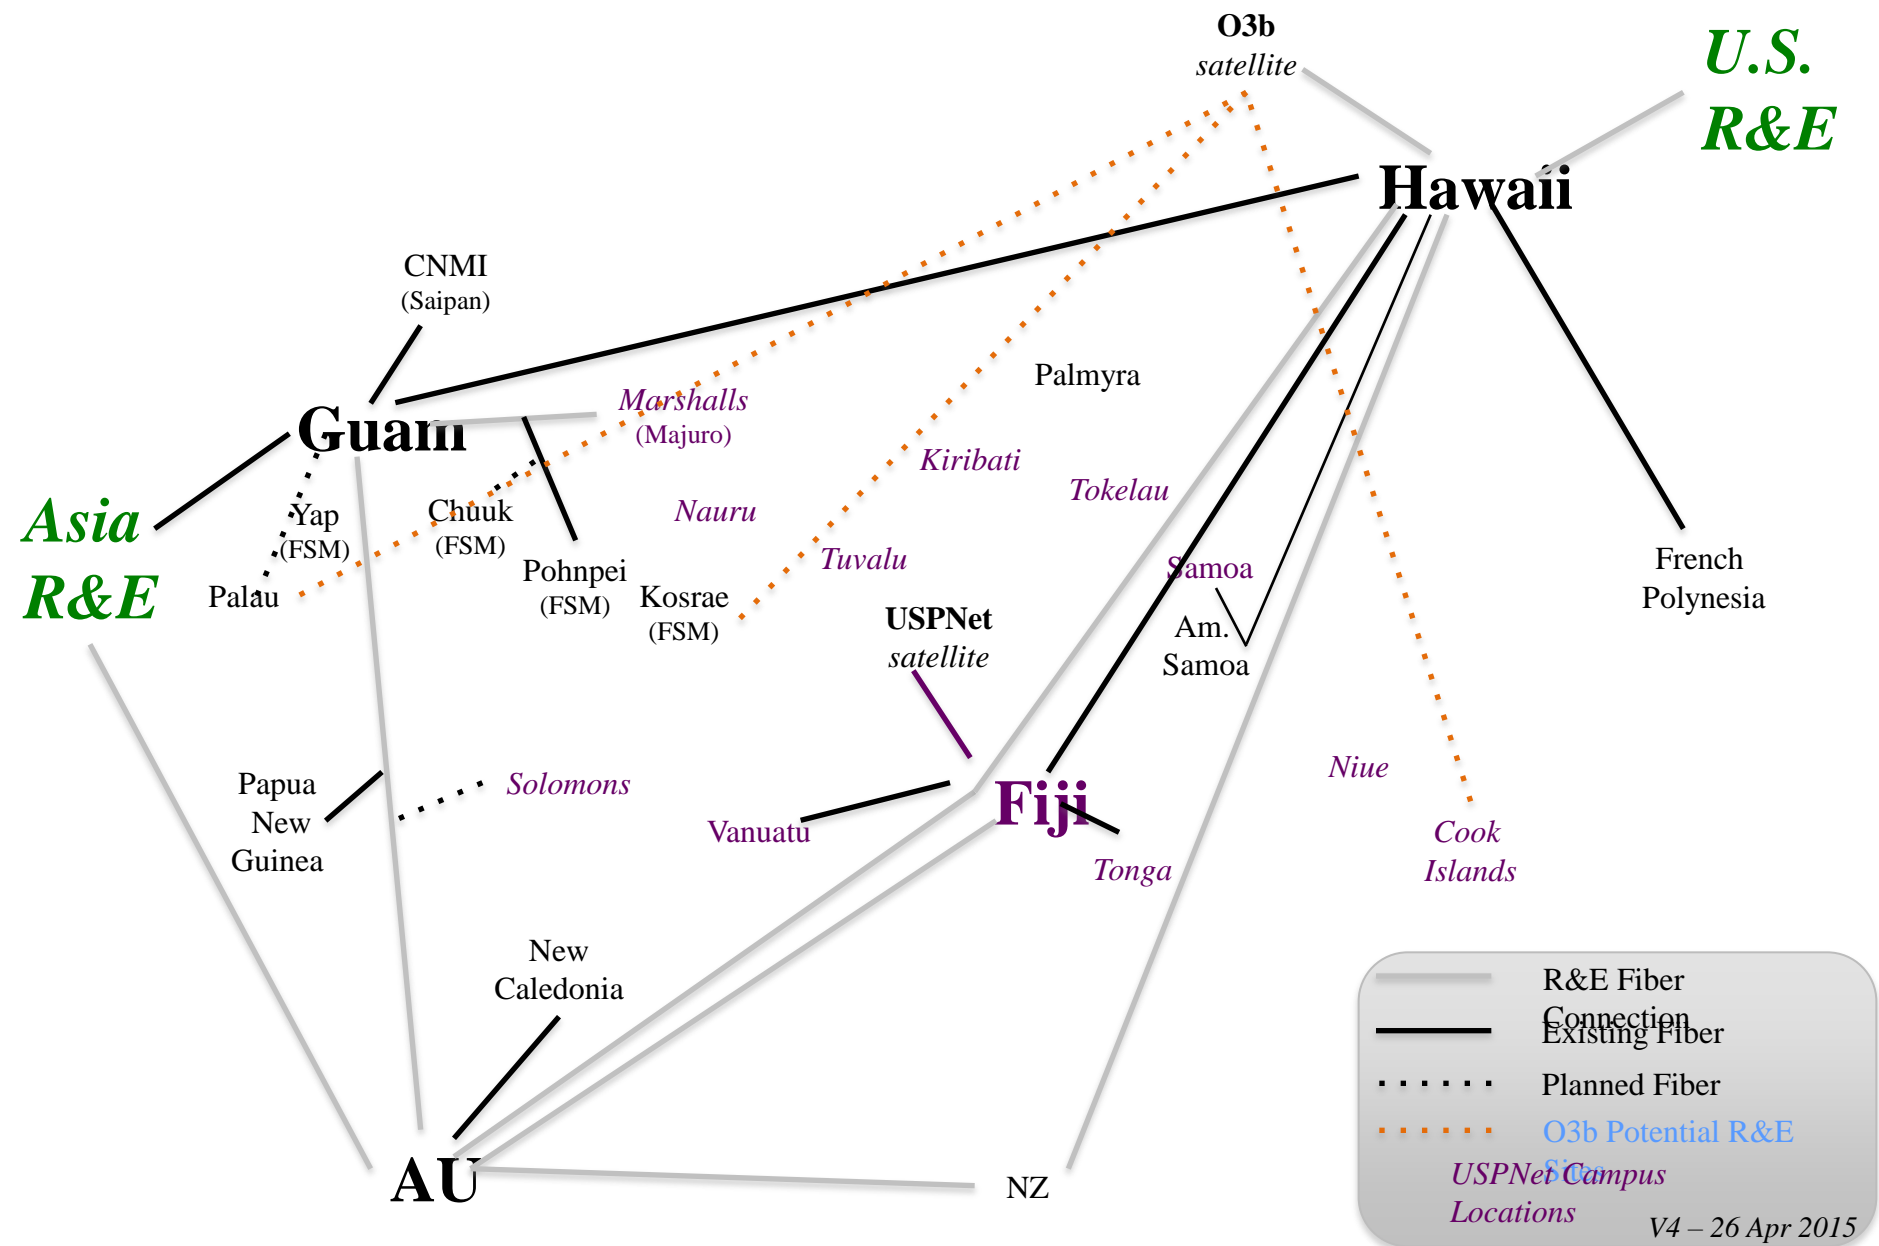 O3b
satellite
U.S.
R&E
Hawaii
CNMI
(Saipan)
Palmyra
Marshalls
(Majuro)
Guam
Kiribati
Tokelau
Asia
R&E
Yap
(FSM)
Chuuk
(FSM)
Nauru
Tuvalu
Samoa
French
Polynesia
Palau
Pohnpei
(FSM)
Kosrae
(FSM)
USPNet
satellite
Am.
Samoa
Papua
New
Guinea
Solomons
Vanuatu
Fiji
Niue
Tonga
Cook
Islands
New
Caledonia
AU
NZ
R&E Fiber
Connection
Existing Fiber
Planned Fiber
O3b Potential R&E
Sites
USPNet Campus
Locations
V4 – 26 Apr 2015